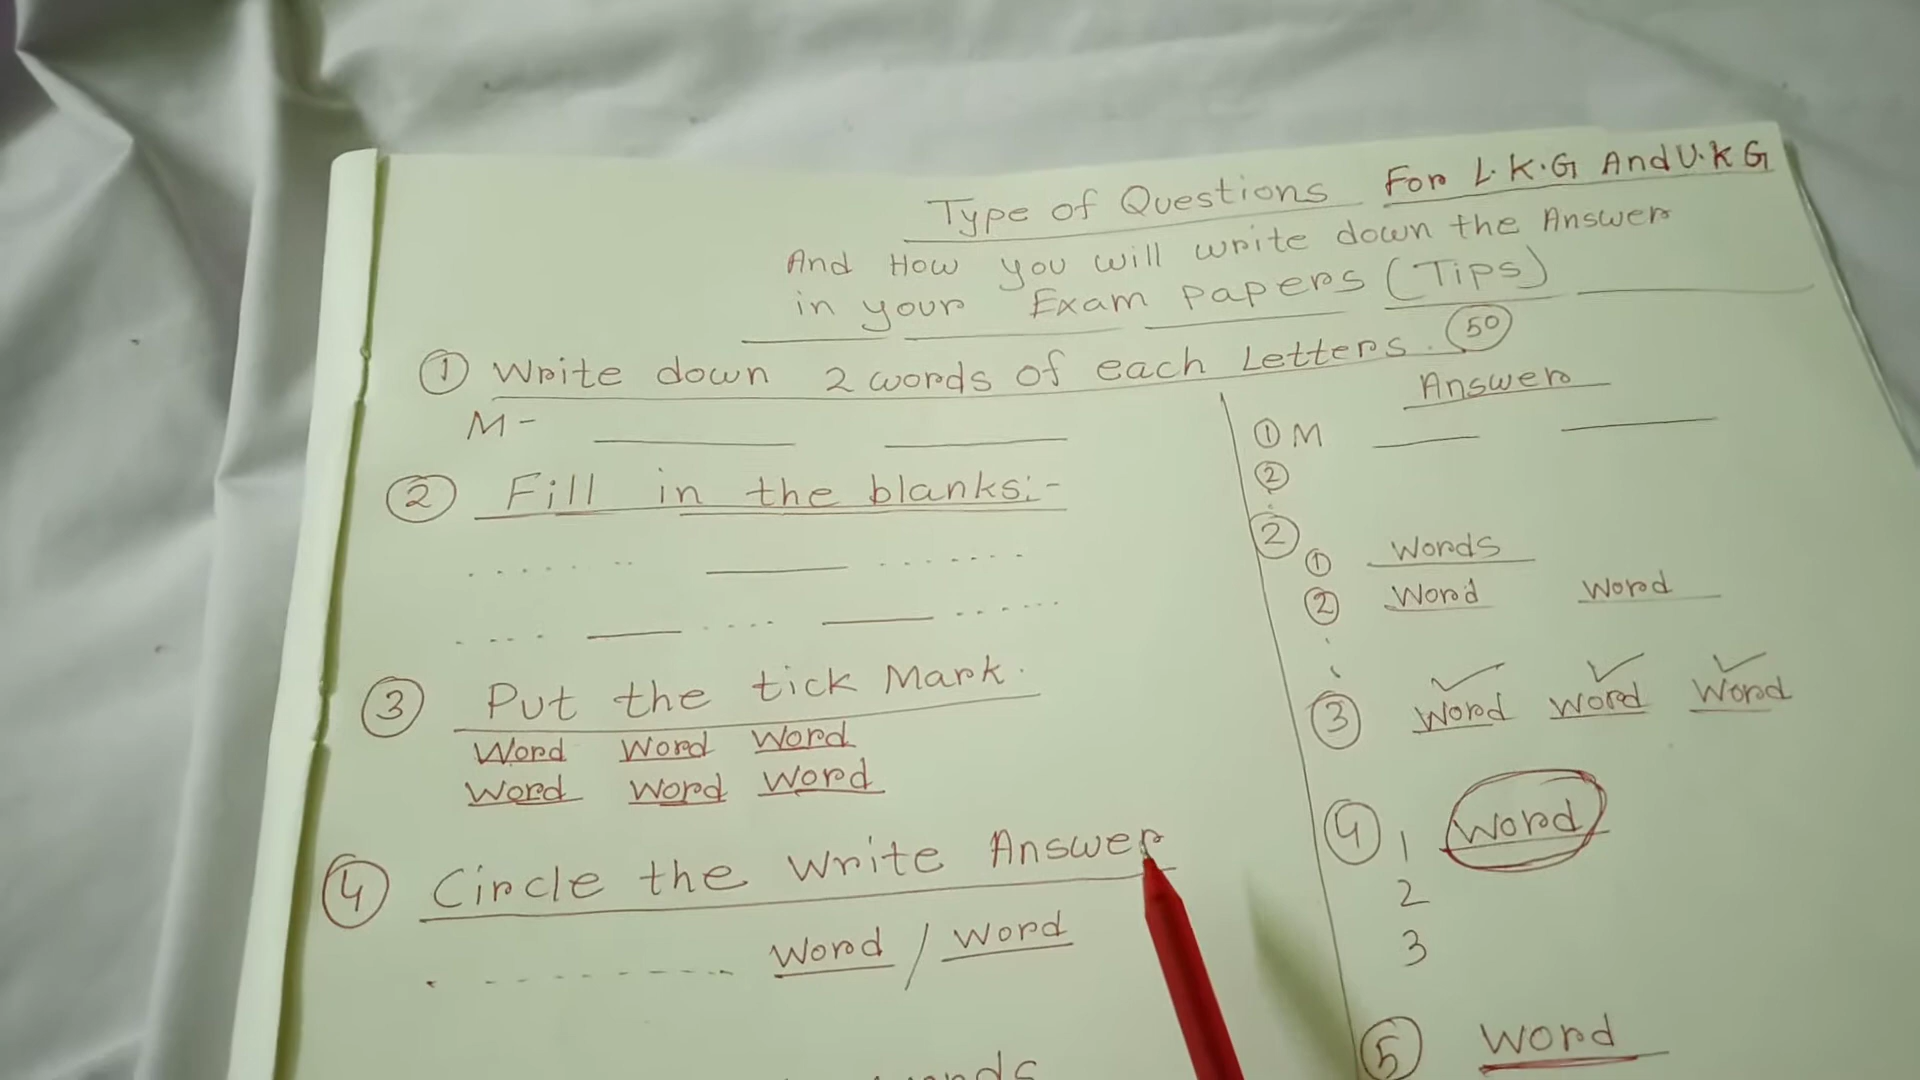 Type of Questions For L.K.G And U.K G
And How you will write down the Answer
in your Exam papers (Tips)
① Write down 2 words of each Letters. 50
M-
② Fill in the blanks:-
③ Put the tick Mark.
Word Word Word
Word Word Word
④ Circle the Write Answer
Word / Word
Answer
① M
②
②
① Words
② Word Word
③ Word Word Word
④ 1 Word
2
3
⑤ Word